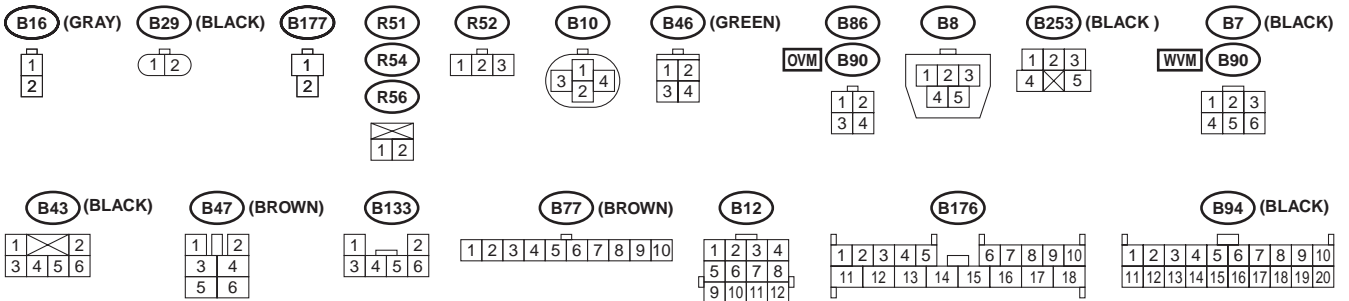 B16 (GRAY) B29 (BLACK) B177 R51 R52 B10 B46 (GREEN) B86 B8 B253 (BLACK ) B7 (BLACK)
R54 OVM B90 WVM B90
R56
1
2
1 2
1
2
1 2
1 2 3
1
3 4
2
1 2
3 4
1 2
3 4
1 2 3
4 5
1 2 3
4 5
1 2 3
4 5 6
B43 (BLACK) B47 (BROWN) B133 B77 (BROWN) B12 B176 B94 (BLACK)
1 2
3 4 5 6
1 2
3 4
5 6
1 2
3 4 5 6
1 2 3 4 5 6 7 8 9 10
1 2 3 4
5 6 7 8
9 10 11 12
1 2 3 4 5 6 7 8 9 10
11 12 13 14 15 16 17 18
1 2 3 4 5 6 7 8 9 10
11 12 13 14 15 16 17 18 19 20